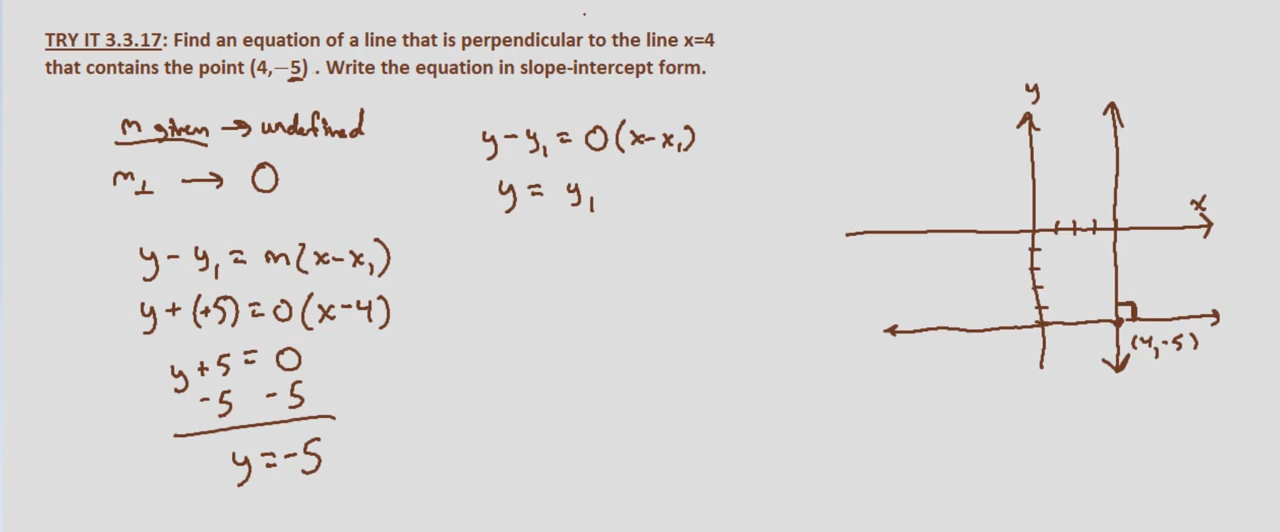 TRY IT 3.3.17: Find an equation of a line that is perpendicular to the line x=4
that contains the point (4,−5) . Write the equation in slope-intercept form.
m given → undefined
m⊥ → 0
y - y₁ = m(x-x₁)
y + (+5) = 0(x-4)
y + 5 = 0
-5 -5
y = -5
y - y₁ = 0(x-x₁)
y = y₁
y
x
(4,-5)